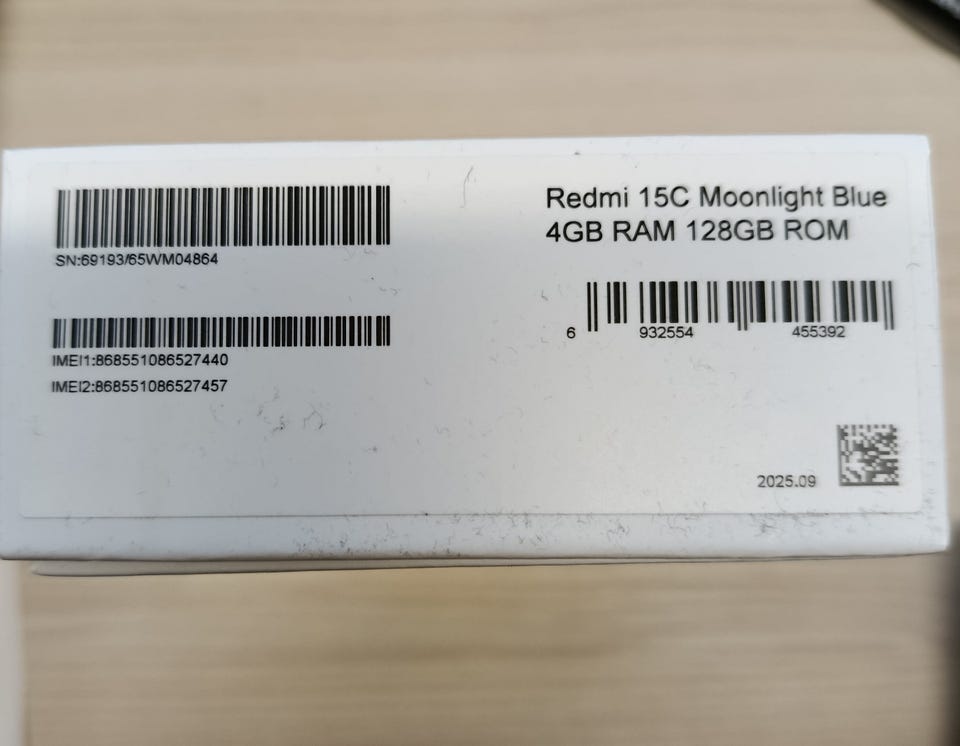 SN:69193/65WM04864
IMEI1:868551086527440
IMEI2:868551086527457
Redmi 15C Moonlight Blue
4GB RAM 128GB ROM
6 932554 455392
2025.09